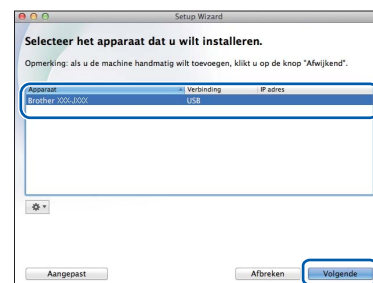 Setup Wizard
Selecteer het apparaat dat u wilt installeren.
Opmerking: als u de machine handmatig wilt toevoegen, klikt u op de knop "Afwijkend".
Apparaat Verbinding IP adres
Brother XXX-JXXX USB
Aangepast Afbreken Volgende